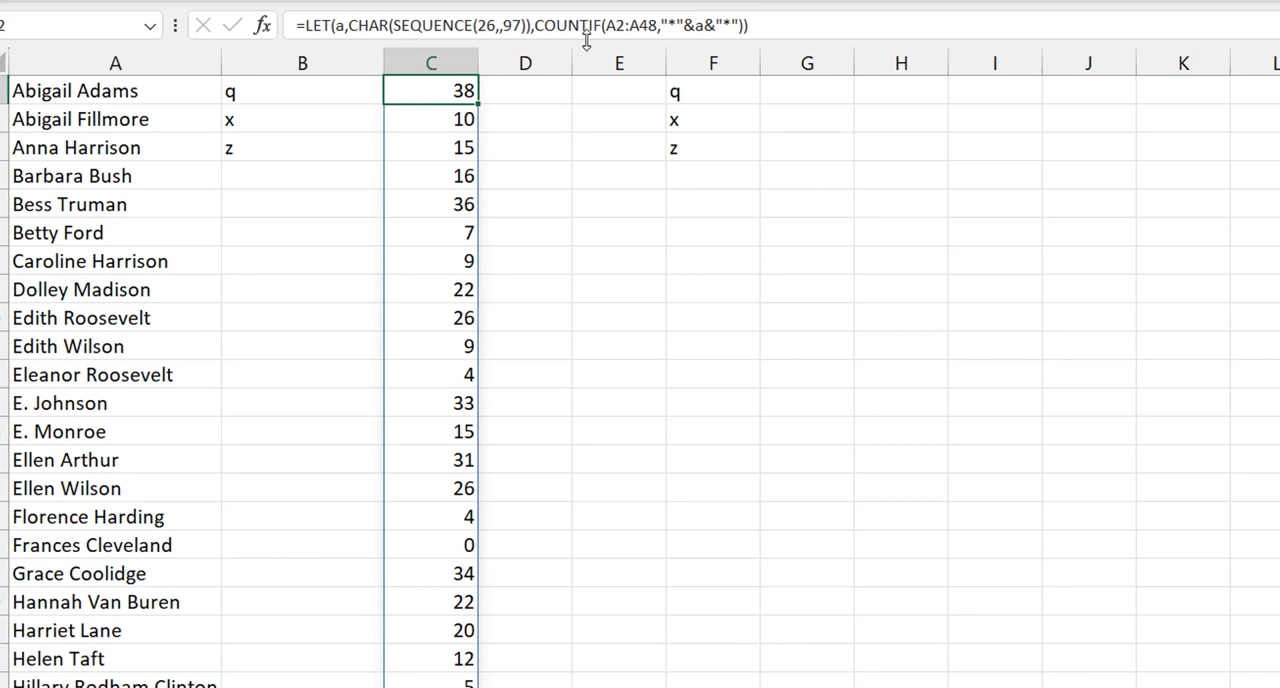 2 fx =LET(a,CHAR(SEQUENCE(26,,97)),COUNTIF(A2:A48,"*"&a&"*"))
A B C D E F G H I J K L
Abigail Adams q 38 q
Abigail Fillmore x 10 x
Anna Harrison z 15 z
Barbara Bush 16
Bess Truman 36
Betty Ford 7
Caroline Harrison 9
Dolley Madison 22
Edith Roosevelt 26
Edith Wilson 9
Eleanor Roosevelt 4
E. Johnson 33
E. Monroe 15
Ellen Arthur 31
Ellen Wilson 26
Florence Harding 4
Frances Cleveland 0
Grace Coolidge 34
Hannah Van Buren 22
Harriet Lane 20
Helen Taft 12
Hillary Rodham Clinton 5